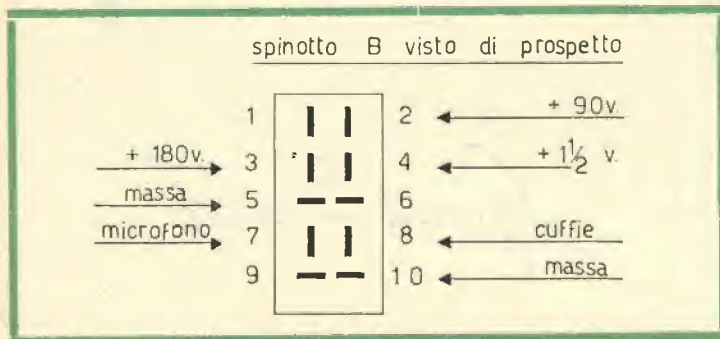 spinotto B visto di prospetto
1 2 + 90v.
+ 180v. 3 4 + 1½ v.
massa 5 6
microfono 7 8 cuffie
9 10 massa